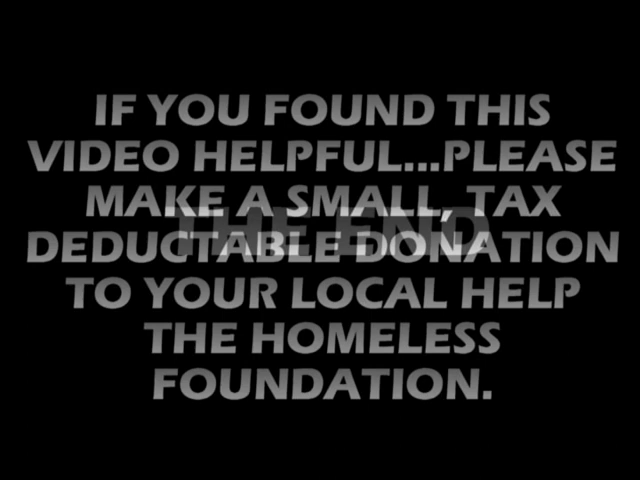 IF YOU FOUND THIS
VIDEO HELPFUL...PLEASE
MAKE A SMALL, TAX
THE END
DEDUCTABLE DONATION
TO YOUR LOCAL HELP
THE HOMELESS
FOUNDATION.